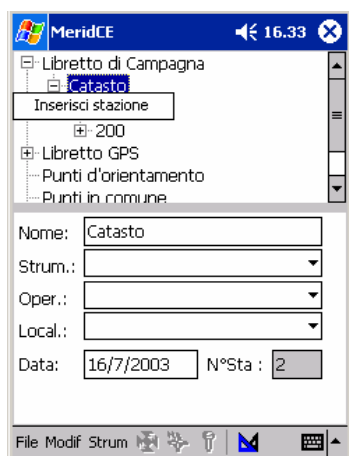 MeridCE 16.33
Libretto di Campagna
Catasto
Inserisci stazione
200
Libretto GPS
Punti d'orientamento
Punti in comune
Nome: Catasto
Strum.:
Oper.:
Local.:
Data: 16/7/2003 N°Sta : 2
File Modif Strum